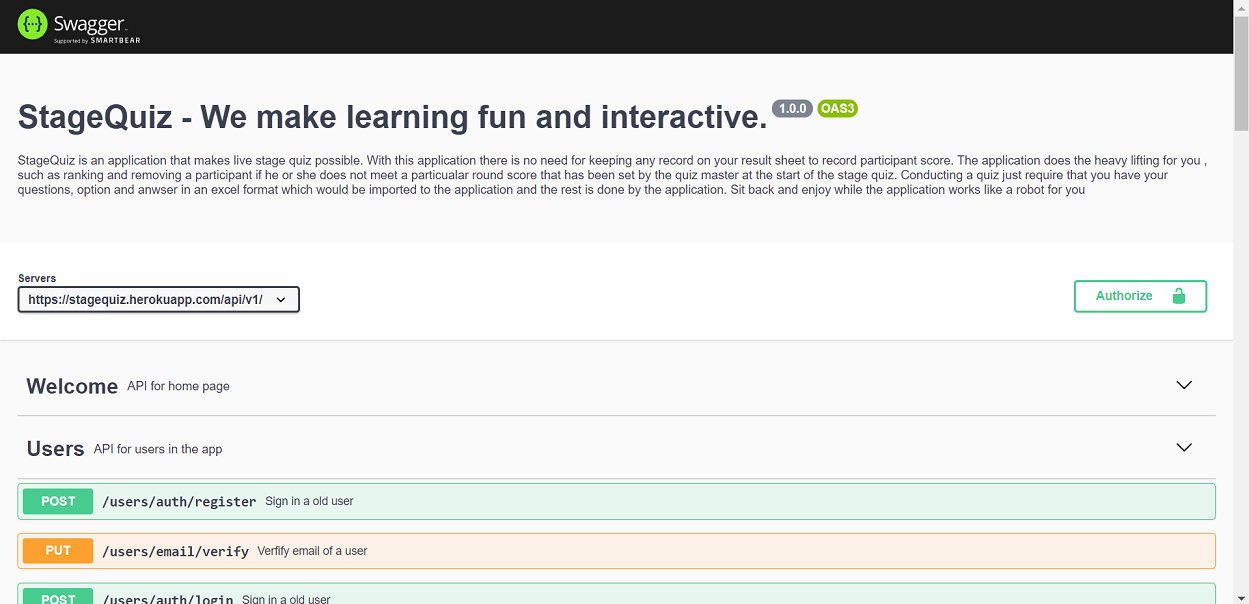 Swagger
Supported by SMARTBEAR
StageQuiz - We make learning fun and interactive. 1.0.0 OAS3
StageQuiz is an application that makes live stage quiz possible. With this application there is no need for keeping any record on your result sheet to record participant score. The application does the heavy lifting for you ,
such as ranking and removing a participant if he or she does not meet a particualar round score that has been set by the quiz master at the start of the stage quiz. Conducting a quiz just require that you have your
questions, option and anwser in an excel format which would be imported to the application and the rest is done by the application. Sit back and enjoy while the application works like a robot for you
Servers
https://stagequiz.herokuapp.com/api/v1/
Authorize
Welcome API for home page
Users API for users in the app
POST /users/auth/register Sign in a old user
PUT /users/email/verify Verfify email of a user
POST /users/auth/login Sign in a old user